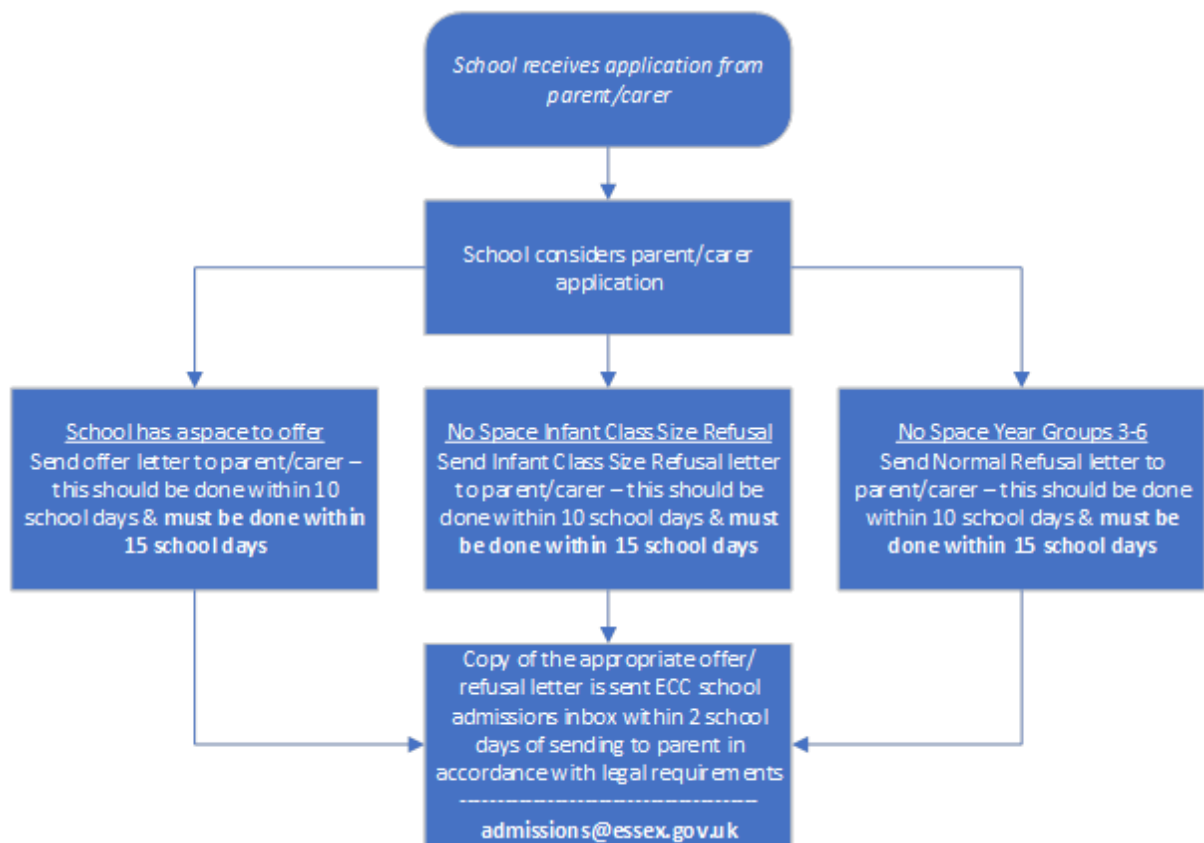 School receives application from
parent/carer
School considers parent/carer
application
School has a space to offer
Send offer letter to parent/carer – 
this should be done within 10
school days & must be done within
15 school days
No Space Infant Class Size Refusal
Send Infant Class Size Refusal letter
to parent/carer – this should be
done within 10 school days & must
be done within 15 school days
No Space Year Groups 3-6
Send Normal Refusal letter to
parent/carer – this should be done
within 10 school days & must be
done within 15 school days
Copy of the appropriate offer/
refusal letter is sent ECC school
admissions inbox within 2 school
days of sending to parent in
accordance with legal requirements
----------------------------------------
admissions@essex.gov.uk